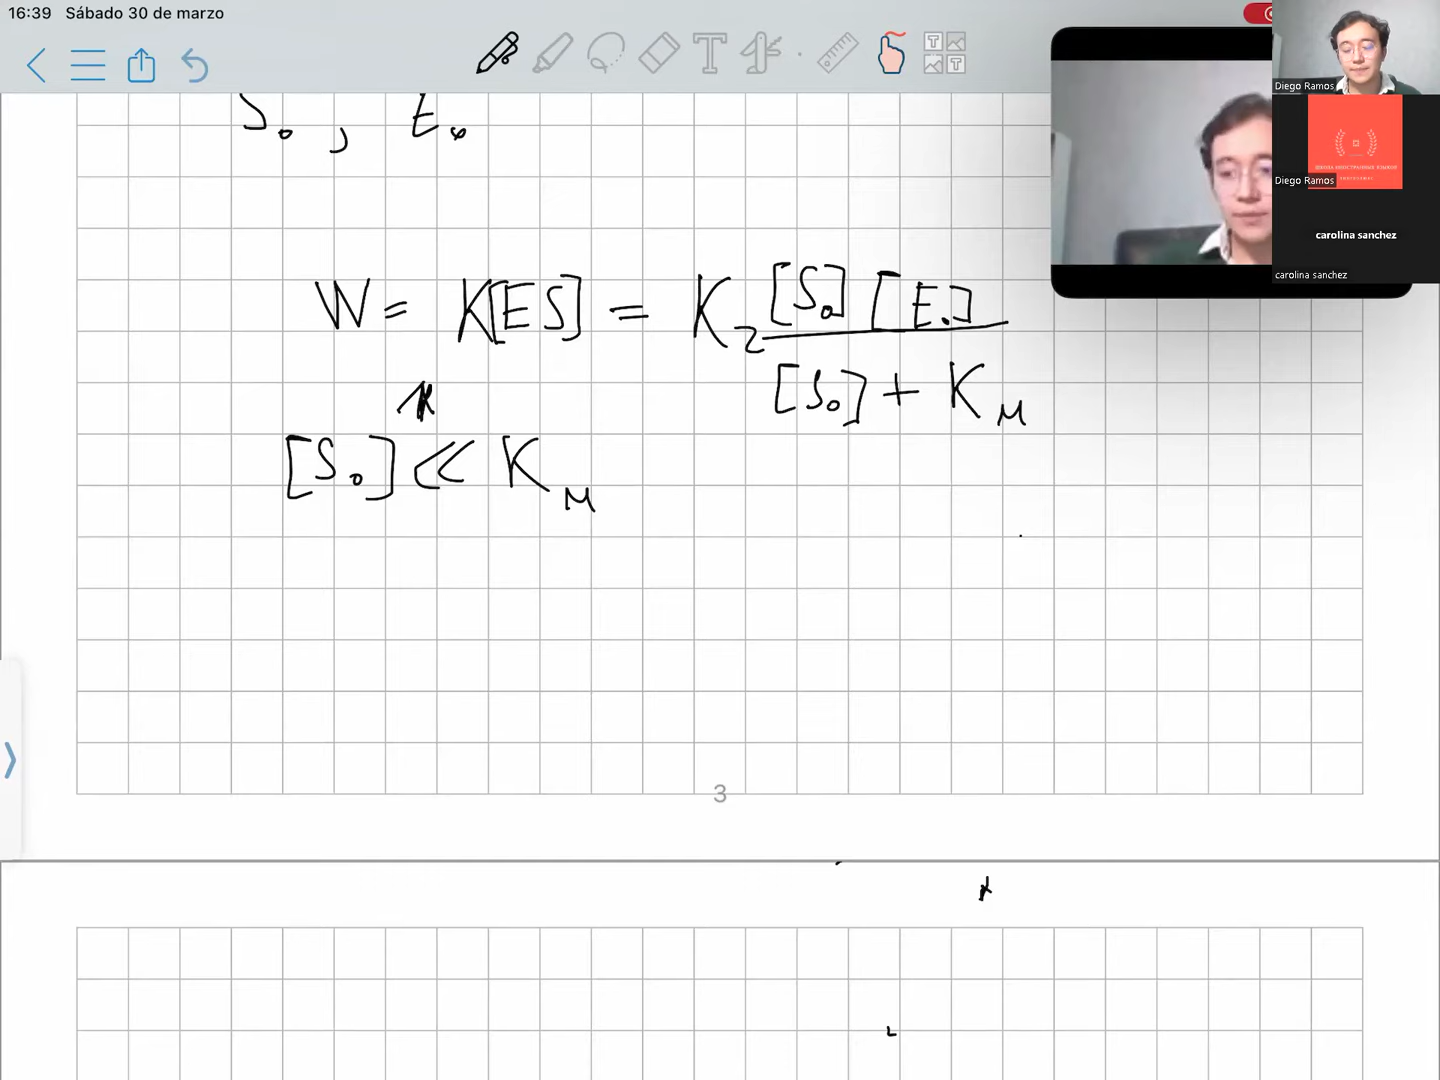 16:39 Sábado 30 de marzo
Diego Ramos
Diego Ramos
carolina sanchez
carolina sanchez
S₀ , E₀
W = K[ES] = K₂ [S₀] [E₀]
[S₀] + K_M
[S₀] ≪ K_M
3